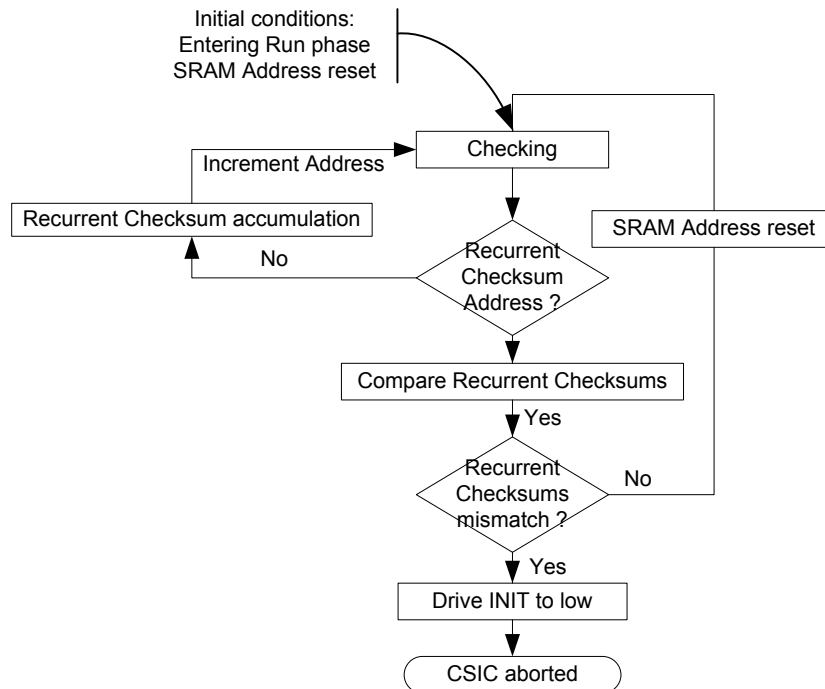 Initial conditions:
Entering Run phase
SRAM Address reset
Checking
Increment Address
Recurrent Checksum accumulation
SRAM Address reset
No
Recurrent
Checksum
Address ?
Compare Recurrent Checksums
Yes
Recurrent
Checksums
mismatch ?
No
Yes
Drive INIT to low
CSIC aborted